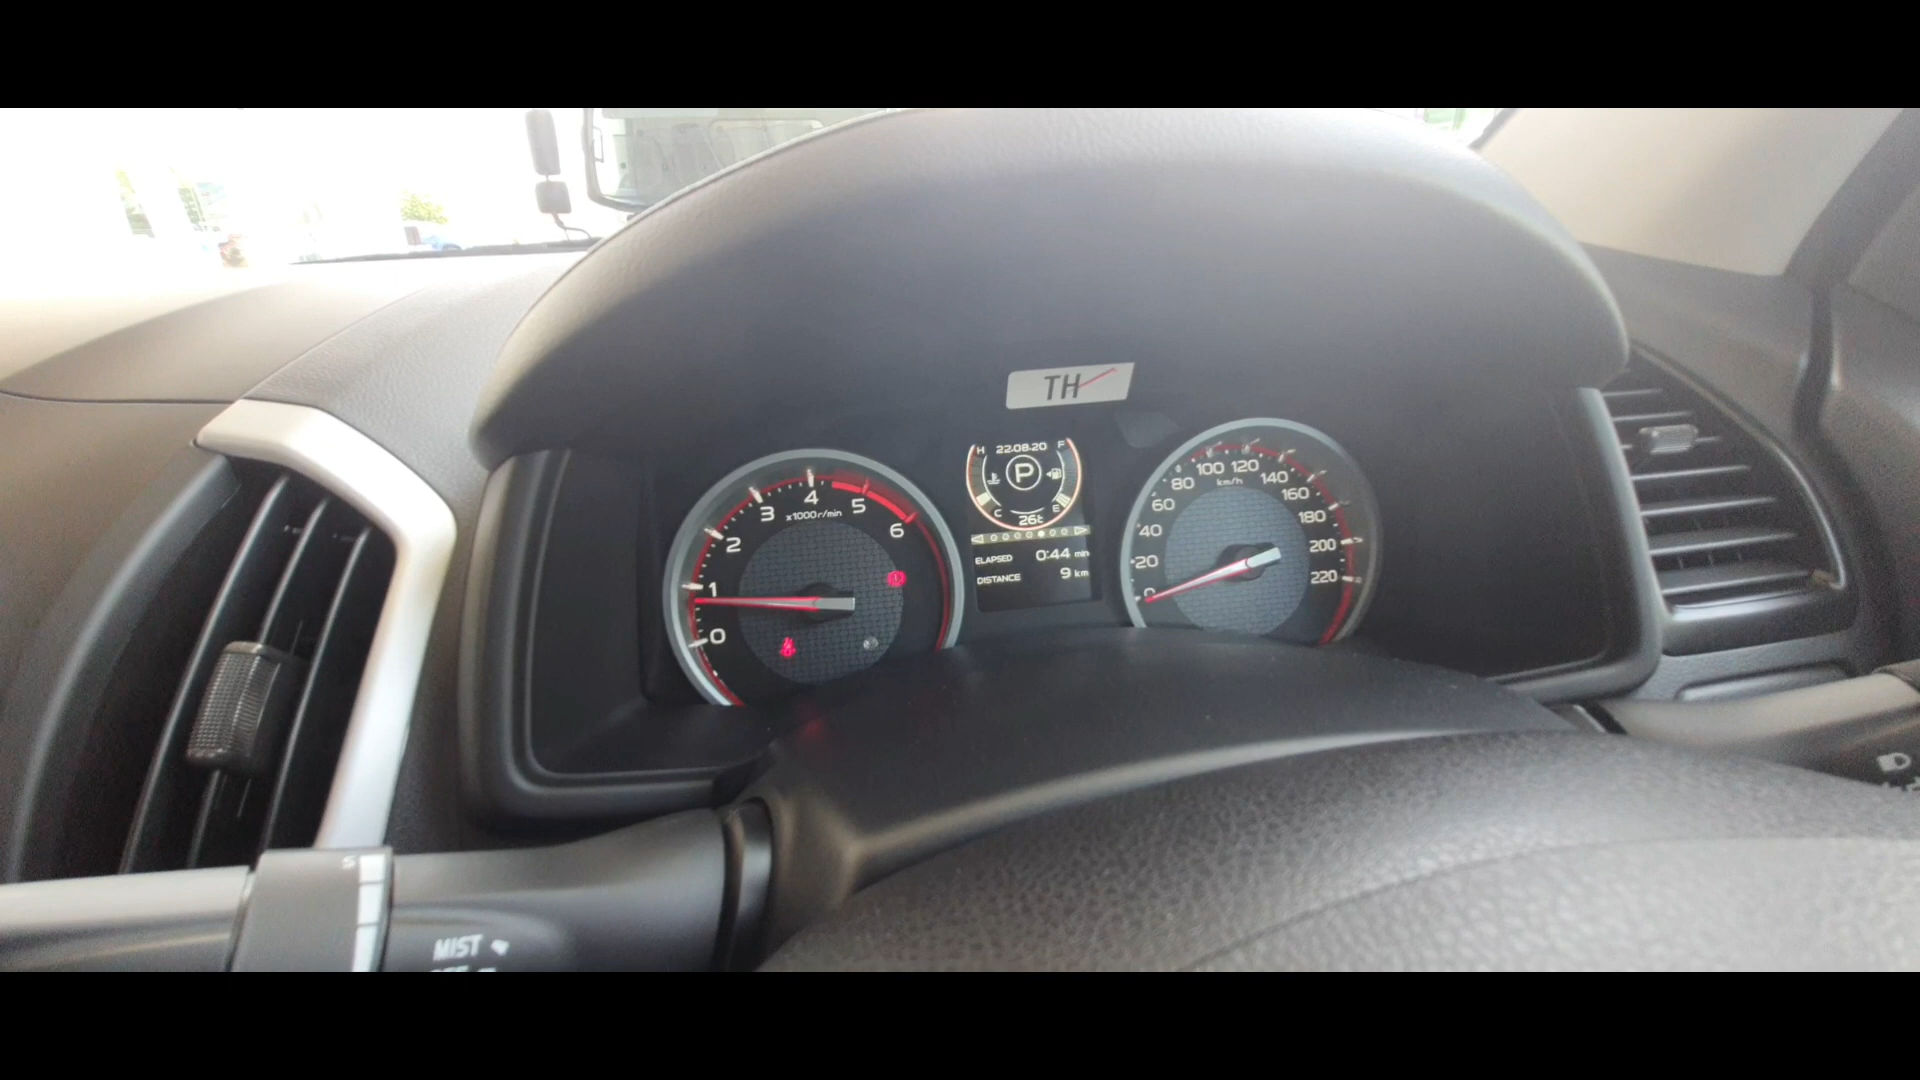 TH
H 22-08-20 F
P
C 26℃ E
ELAPSED 0:44 min
DISTANCE 9 km
0 1 2 3 4 5 6
x1000r/min
0 20 40 60 80 100 120 140 160 180 200 220
km/h
S
MIST